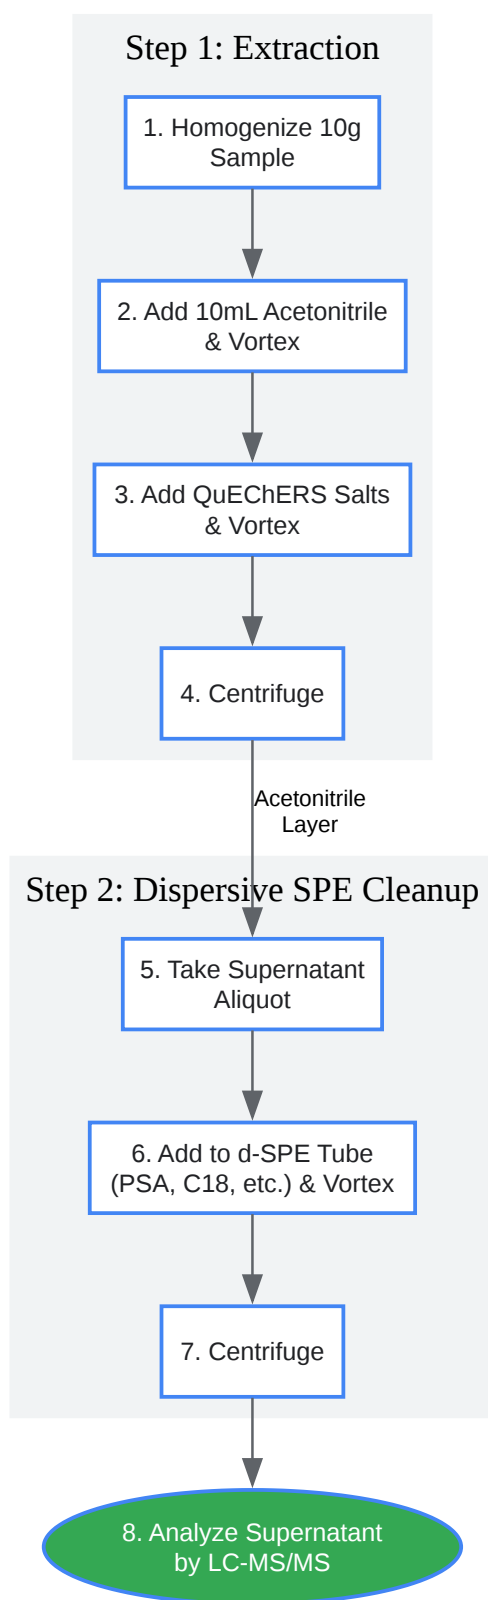 Step 1: Extraction
1. Homogenize 10g
Sample
2. Add 10mL Acetonitrile
& Vortex
3. Add QuEChERS Salts
& Vortex
4. Centrifuge
Acetonitrile
Layer
Step 2: Dispersive SPE Cleanup
5. Take Supernatant
Aliquot
6. Add to d-SPE Tube
(PSA, C18, etc.) & Vortex
7. Centrifuge
8. Analyze Supernatant
by LC-MS/MS